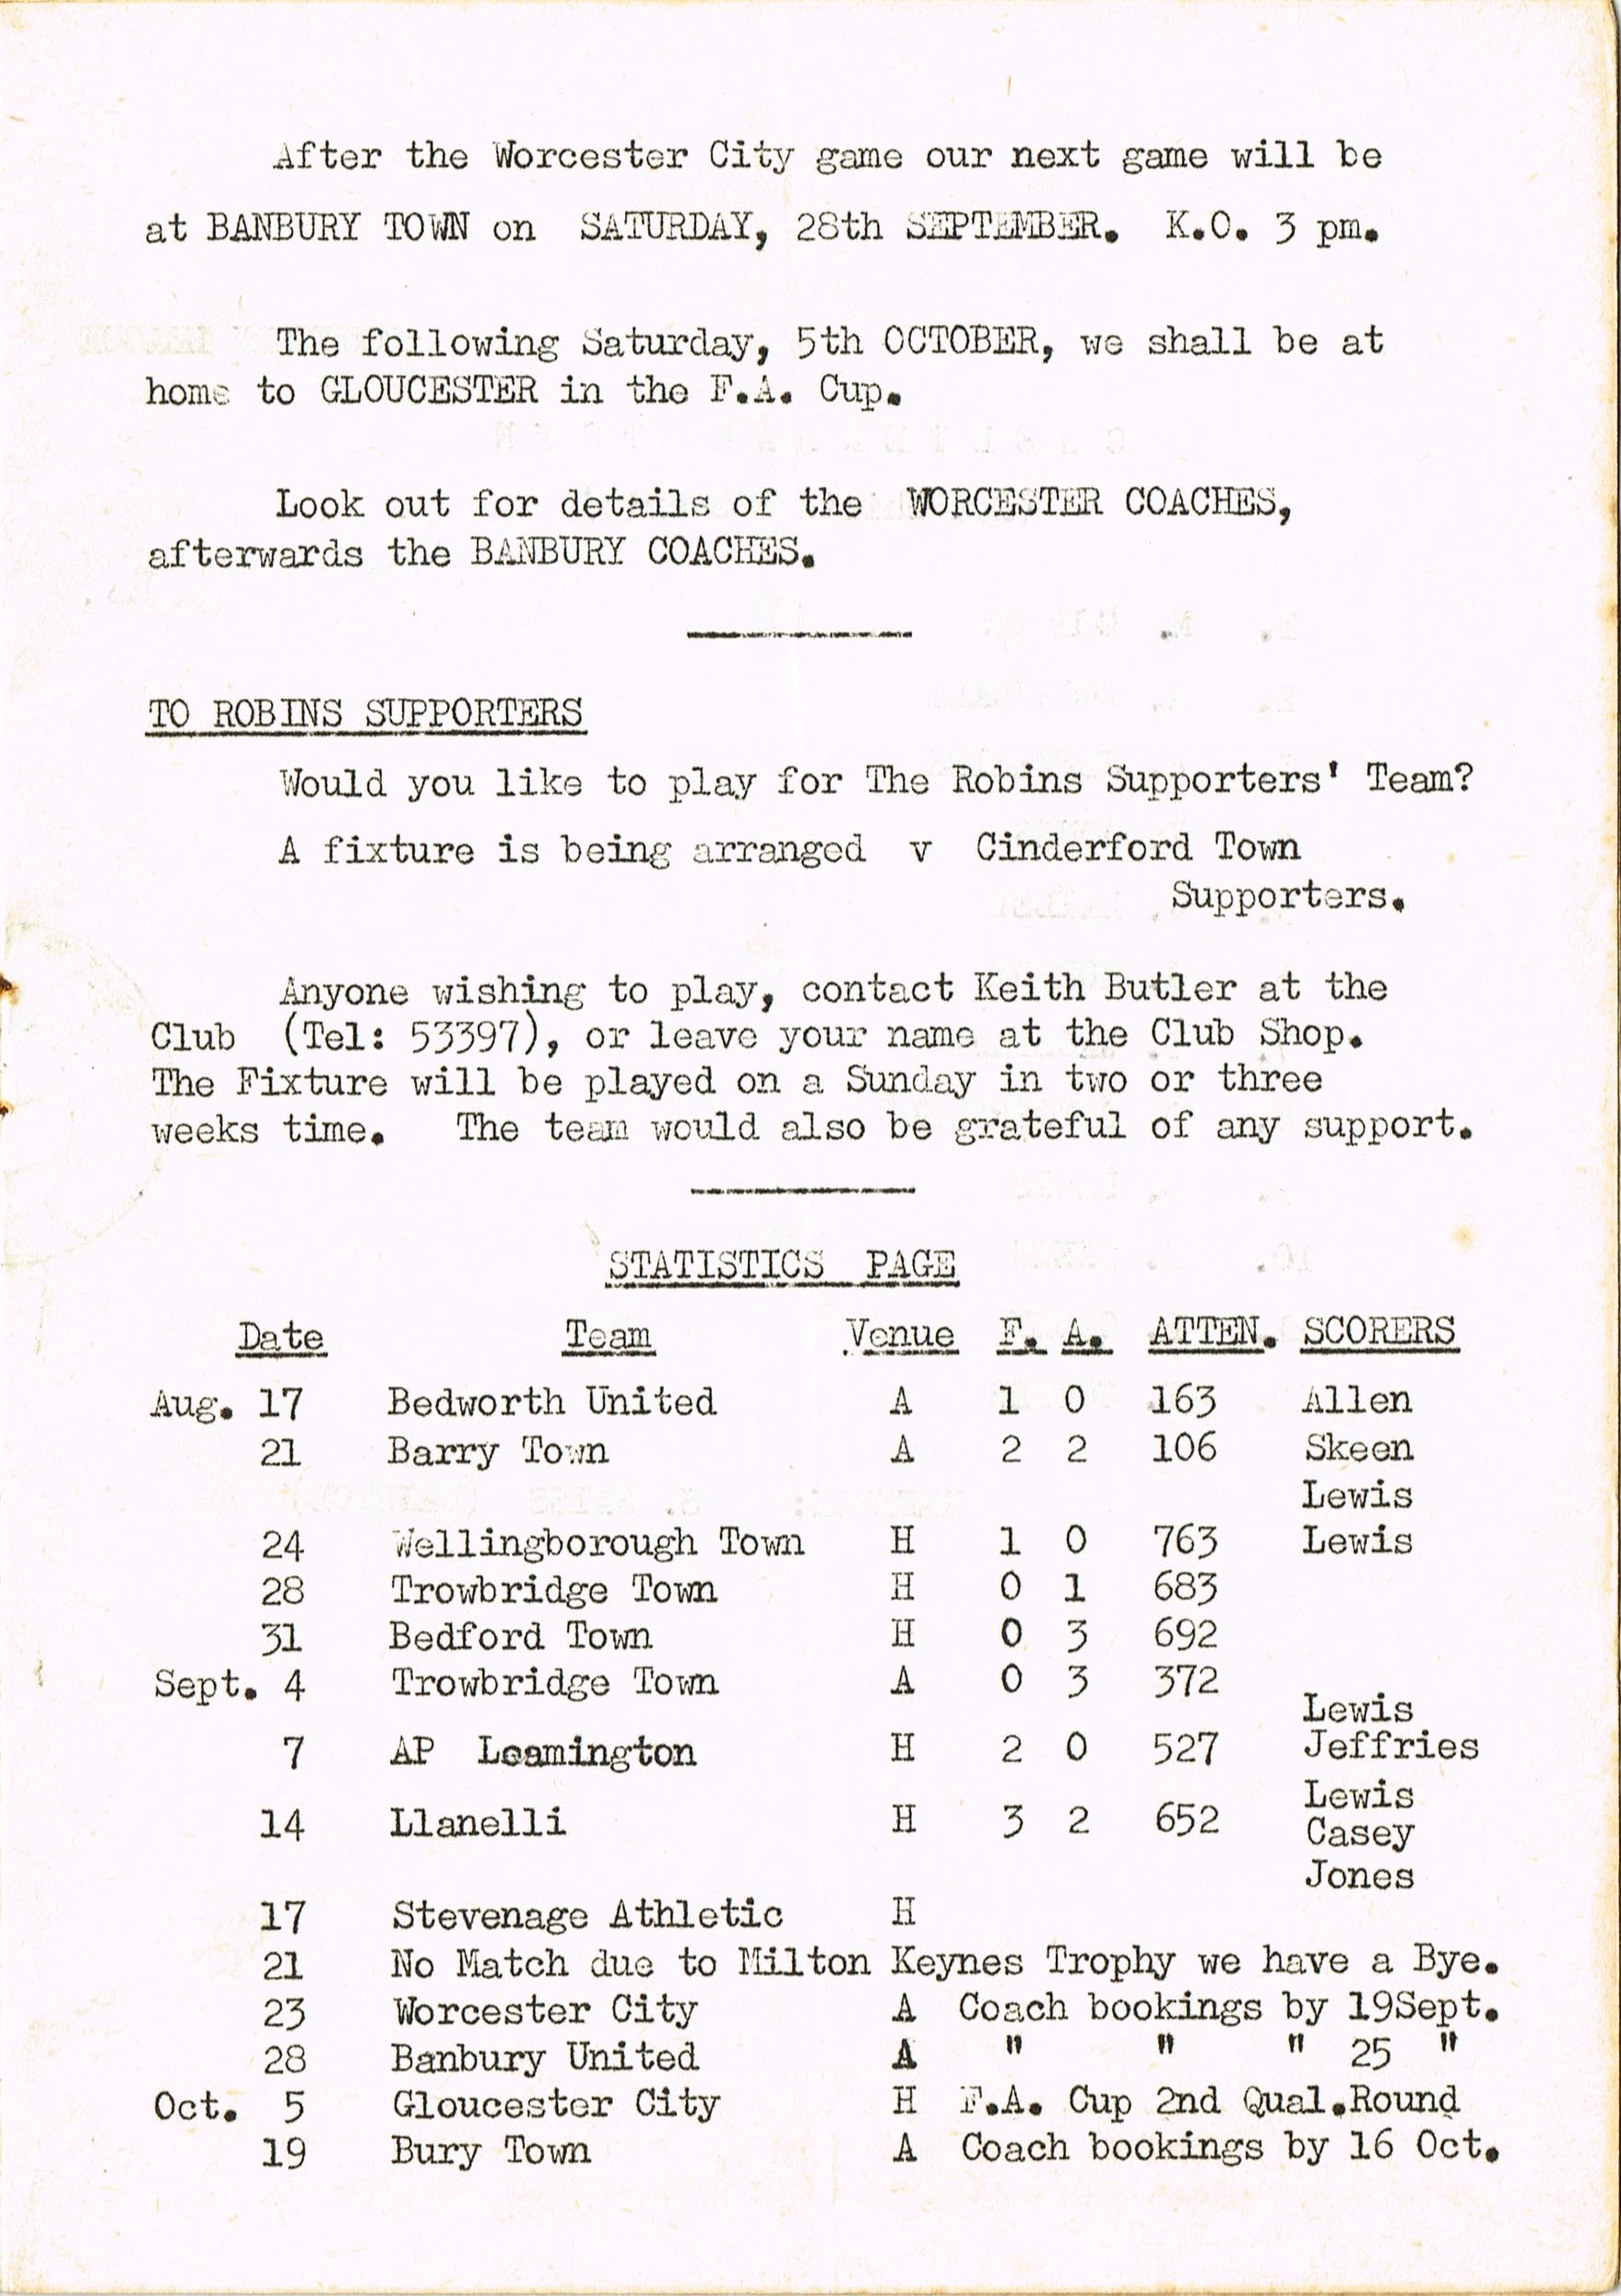 After the Worcester City game our next game will be
at BANBURY TOWN on SATURDAY, 28th SEPTEMBER. K.O. 3 pm.
The following Saturday, 5th OCTOBER, we shall be at
home to GLOUCESTER in the F.A. Cup.
Look out for details of the WORCESTER COACHES,
afterwards the BANBURY COACHES.
TO ROBINS SUPPORTERS
Would you like to play for The Robins Supporters' Team?
A fixture is being arranged v Cinderford Town
Supporters.
Anyone wishing to play, contact Keith Butler at the
Club (Tel: 53397), or leave your name at the Club Shop.
The Fixture will be played on a Sunday in two or three
weeks time. The team would also be grateful of any support.
STATISTICS PAGE
Date Team Venue F. A. ATTEN. SCORERS
Aug. 17 Bedworth United A 1 0 163 Allen
21 Barry Town A 2 2 106 Skeen
Lewis
24 Wellingborough Town H 1 0 763 Lewis
28 Trowbridge Town H 0 1 683
31 Bedford Town H 0 3 692
Sept. 4 Trowbridge Town A 0 3 372
Lewis
7 AP Leamington H 2 0 527 Jeffries
Lewis
14 Llanelli H 3 2 652 Casey
Jones
17 Stevenage Athletic H
21 No Match due to Milton Keynes Trophy we have a Bye.
23 Worcester City A Coach bookings by 19Sept.
28 Banbury United A " " " 25 "
Oct. 5 Gloucester City H F.A. Cup 2nd Qual.Round
19 Bury Town A Coach bookings by 16 Oct.